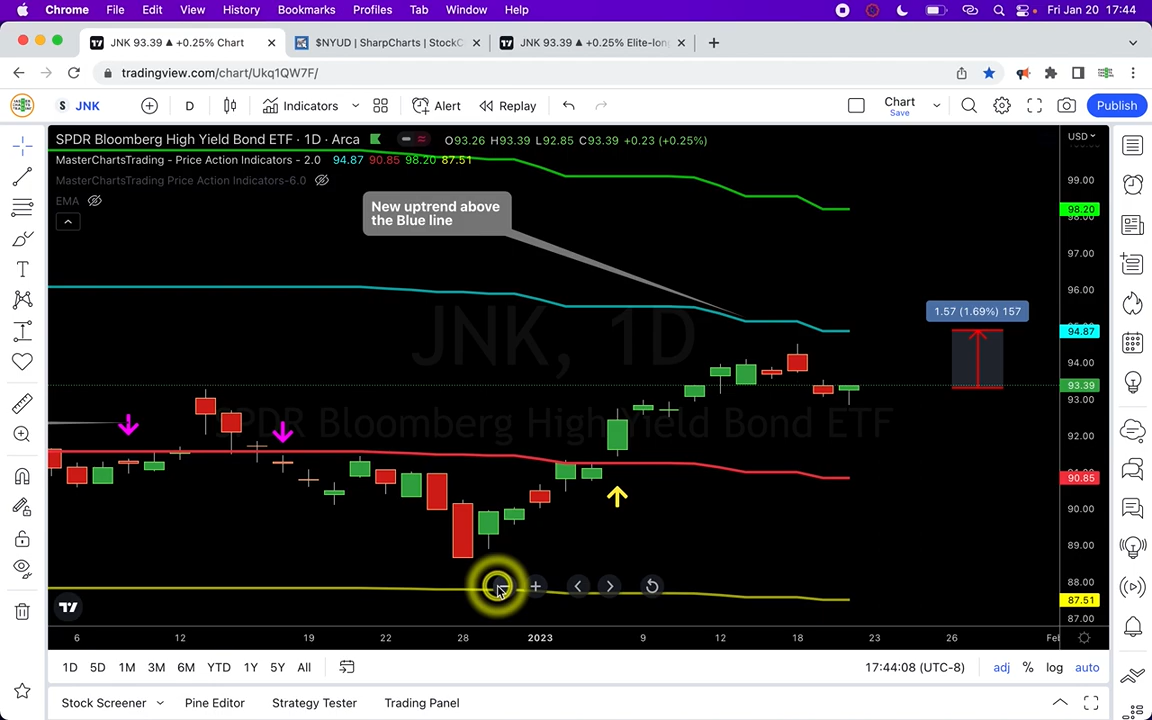 Chrome File Edit View History Bookmarks Profiles Tab Window Help Fri Jan 20 17:44
JNK 93.39 ▲ +0.25% Chart
$NYUD | SharpCharts | StockC
JNK 93.39 ▲ +0.25% Elite-lon
tradingview.com/chart/Ukq1QW7F/
S JNK D Indicators Alert Replay Chart Save Publish
SPDR Bloomberg High Yield Bond ETF · 1D · Arca O93.26 H93.39 L92.85 C93.39 +0.23 (+0.25%)
MasterChartsTrading - Price Action Indicators - 2.0 94.87 90.85 98.20 87.51
MasterChartsTrading Price Action Indicators-6.0
EMA
New uptrend above
the Blue line
JNK, 1D
SPDR Bloomberg High Yield Bond ETF
1.57 (1.69%) 157
USD
99.00
98.20
98.00
97.00
96.00
94.87
94.00
93.39
93.00
92.00
90.85
90.00
89.00
88.00
87.51
87.00
6 12 19 22 28 2023 9 12 18 23 26 Fel
1D 5D 1M 3M 6M YTD 1Y 5Y All 17:44:08 (UTC-8) adj % log auto
Stock Screener Pine Editor Strategy Tester Trading Panel